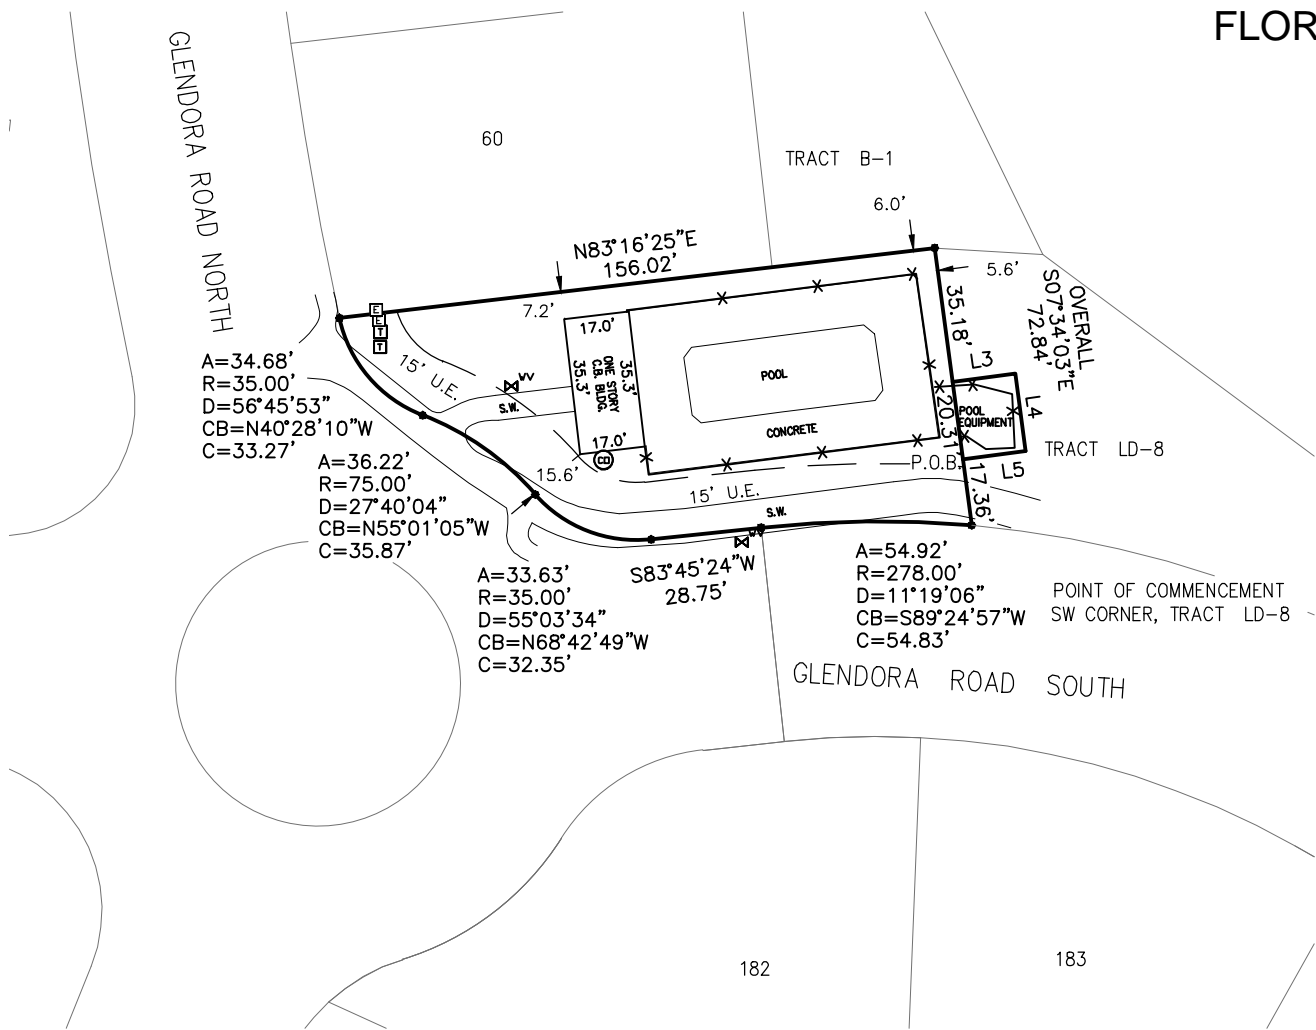 FLOR
GLENDORA ROAD NORTH
60
TRACT B-1
6.0'
N83°16'25"E
156.02'
5.6'
OVERALL
S07°34'03"E
72.84'
35.18'
7.2'
17.0'
E
E
T
T
15' U.E.
WV
S.W.
35.3'
ONE STORY
C.B. BLDG.
35.3'
17.0'
CB
POOL
CONCRETE
L3
L4
20.31
POOL
EQUIPMENT
L5
TRACT LD-8
P.O.B.
17.36'
15.6'
15' U.E.
S.W.
WV
A=34.68'
R=35.00'
D=56°45'53"
CB=N40°28'10"W
C=33.27'
A=36.22'
R=75.00'
D=27°40'04"
CB=N55°01'05"W
C=35.87'
A=33.63'
R=35.00'
D=55°03'34"
CB=N68°42'49"W
C=32.35'
S83°45'24"W
28.75'
A=54.92'
R=278.00'
D=11°19'06"
CB=S89°24'57"W
C=54.83'
POINT OF COMMENCEMENT
SW CORNER, TRACT LD-8
GLENDORA ROAD SOUTH
182
183